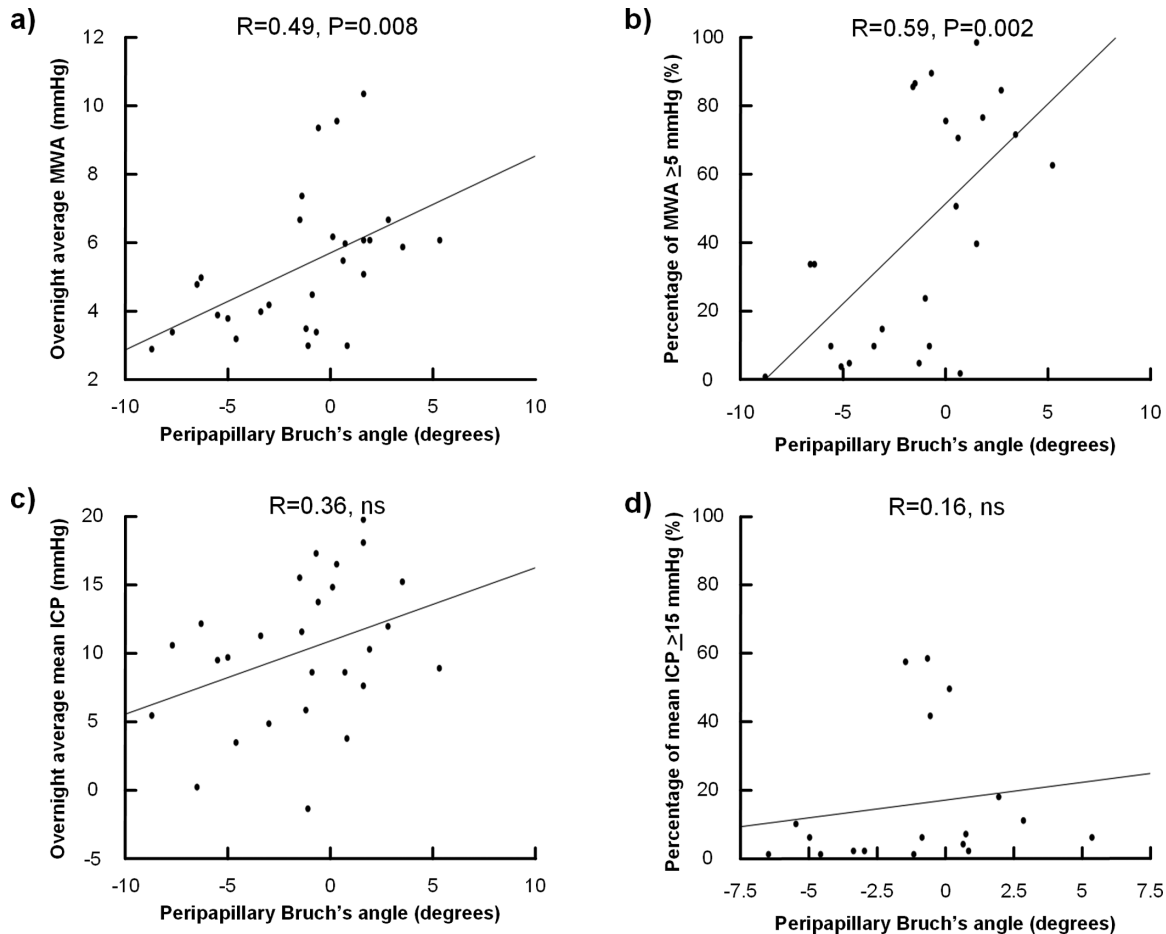 a)
R=0.49, P=0.008
Overnight average MWA (mmHg)
12
10
8
6
4
2
-10
-5
0
5
10
Peripapillary Bruch's angle (degrees)
b)
R=0.59, P=0.002
Percentage of MWA ≥5 mmHg (%)
100
80
60
40
20
0
-10
-5
0
5
10
Peripapillary Bruch's angle (degrees)
c)
R=0.36, ns
Overnight average mean ICP (mmHg)
20
15
10
5
0
-5
-10
-5
0
5
10
Peripapillary Bruch's angle (degrees)
d)
R=0.16, ns
Percentage of mean ICP ≥15 mmHg (%)
100
80
60
40
20
0
-7.5
-5
-2.5
0
2.5
5
7.5
Peripapillary Bruch's angle (degrees)